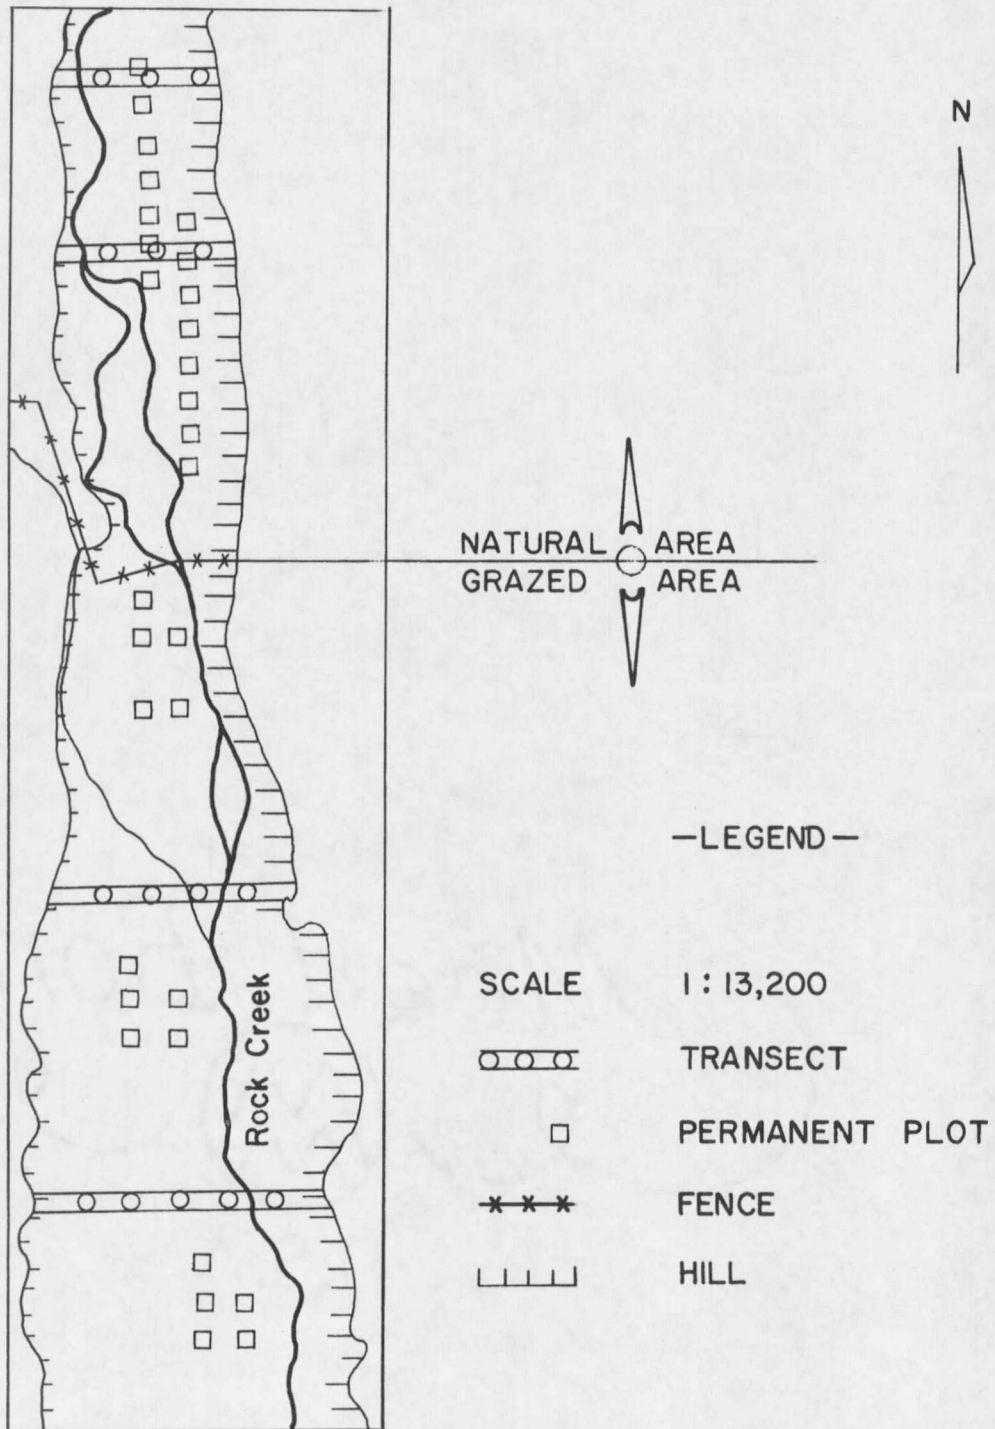 N
NATURAL AREA
GRAZED AREA
—LEGEND—
SCALE 1:13,200
TRANSECT
PERMANENT PLOT
FENCE
HILL
Rock Creek